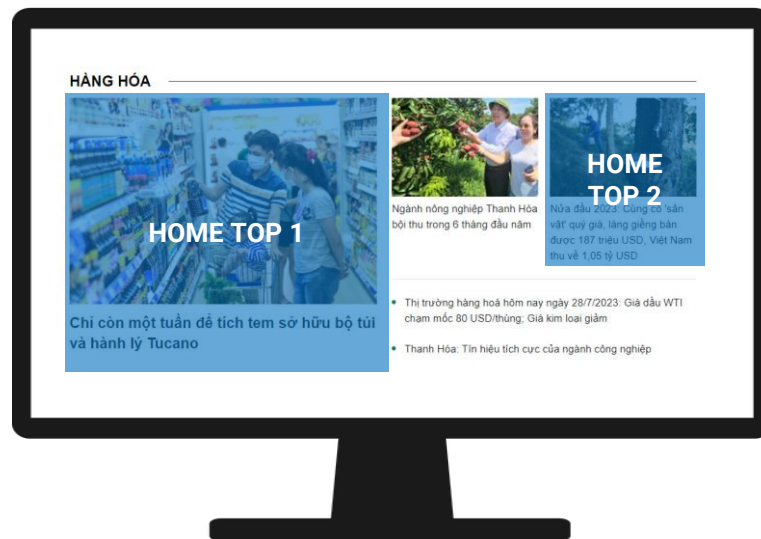 HÀNG HÓA
HOME TOP 1
Chỉ còn một tuần để tích tem sở hữu bộ túi
và hành lý Tucano
Ngành nông nghiệp Thanh Hóa
bội thu trong 6 tháng đầu năm
HOME
TOP 2
Nửa đầu 2023: Cùng có 'sản
vật' quý giá, láng giềng bán
được 187 triệu USD, Việt Nam
thu về 1,05 tỷ USD
Thị trường hàng hoá hôm nay ngày 28/7/2023: Giá dầu WTI
chạm mốc 80 USD/thùng; Giá kim loại giảm
Thanh Hóa: Tín hiệu tích cực của ngành công nghiệp